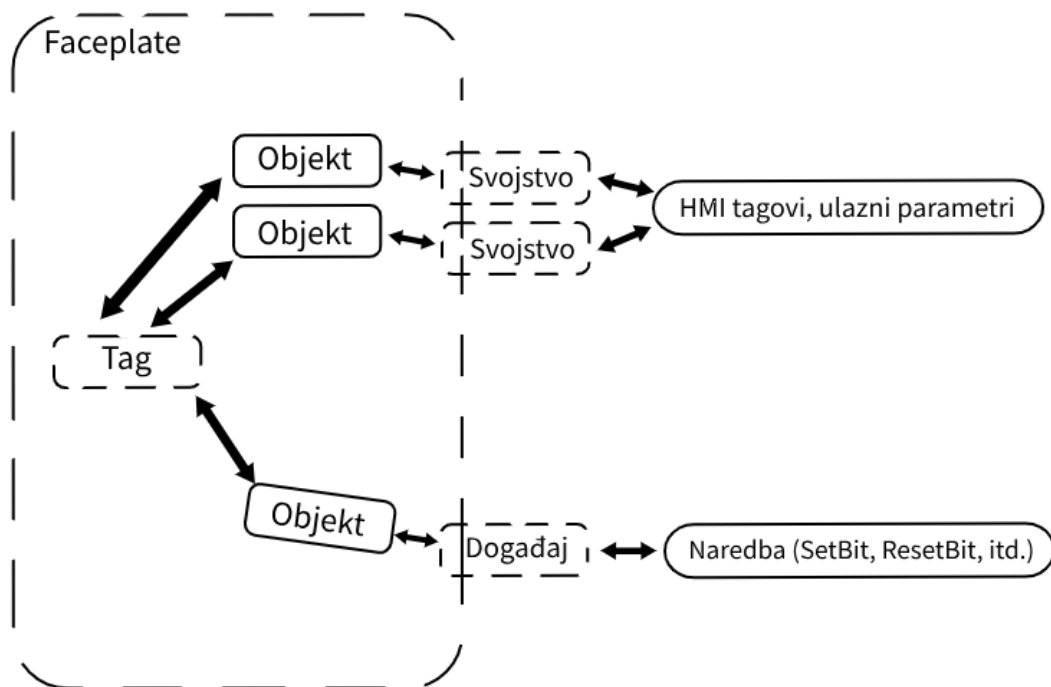 Faceplate
Objekt
Svojstvo
HMI tagovi, ulazni parametri
Objekt
Svojstvo
Tag
Objekt
Događaj
Naredba (SetBit, ResetBit, itd.)